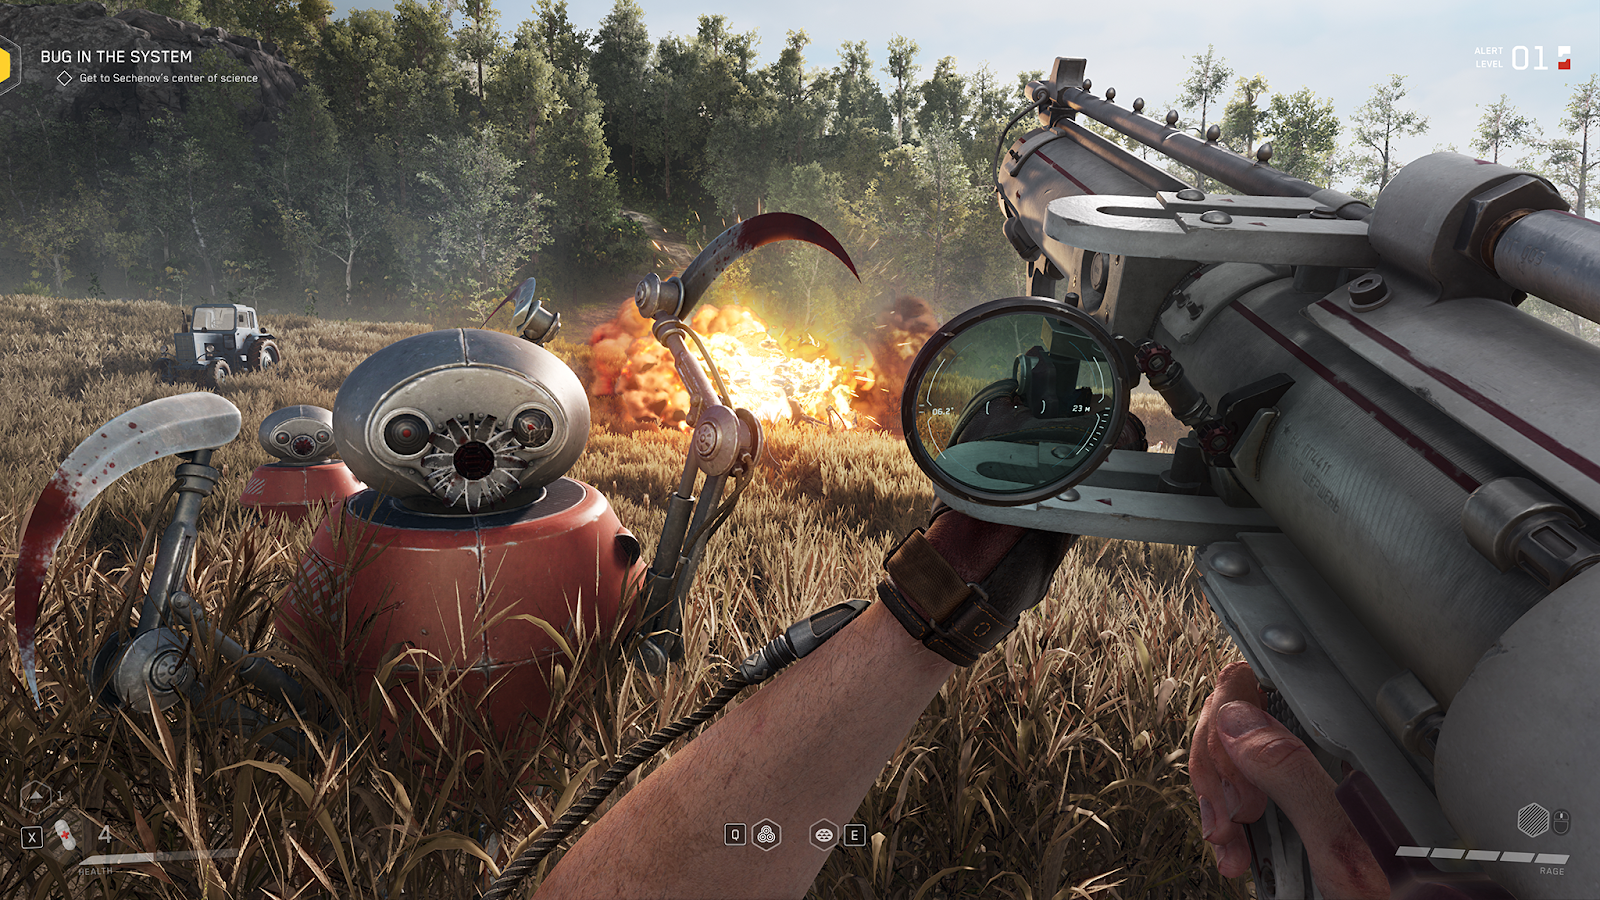 BUG IN THE SYSTEM
Get to Sechenov's center of science
ALERT
LEVEL
01
06.2°
23 м
1
X
4
HEALTH
Q
E
RAGE